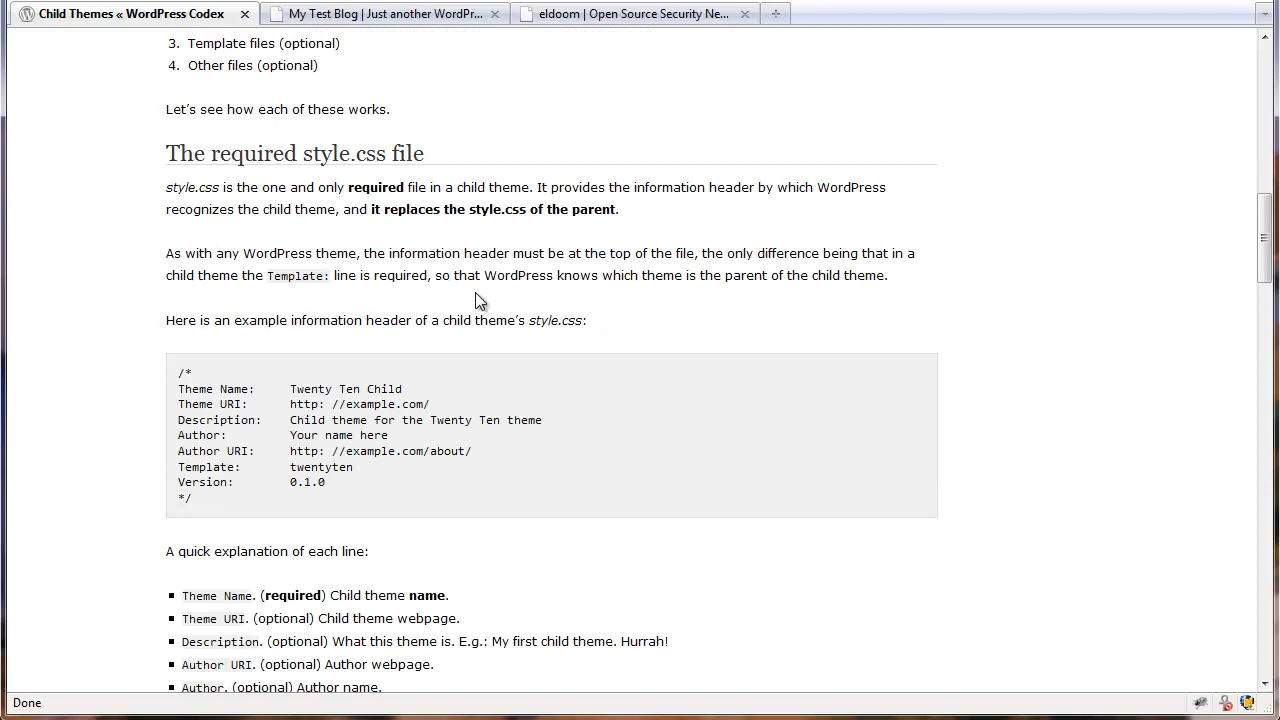 Child Themes « WordPress Codex
My Test Blog | Just another WordPr...
eldoom | Open Source Security Ne...
3. Template files (optional)
4. Other files (optional)
Let's see how each of these works.
The required style.css file
style.css is the one and only required file in a child theme. It provides the information header by which WordPress
recognizes the child theme, and it replaces the style.css of the parent.
As with any WordPress theme, the information header must be at the top of the file, the only difference being that in a
child theme the Template: line is required, so that WordPress knows which theme is the parent of the child theme.
Here is an example information header of a child theme's style.css:
/*
Theme Name: Twenty Ten Child
Theme URI: http: //example.com/
Description: Child theme for the Twenty Ten theme
Author: Your name here
Author URI: http: //example.com/about/
Template: twentyten
Version: 0.1.0
*/
A quick explanation of each line:
Theme Name. (required) Child theme name.
Theme URI. (optional) Child theme webpage.
Description. (optional) What this theme is. E.g.: My first child theme. Hurrah!
Author URI. (optional) Author webpage.
Author. (optional) Author name.
Done